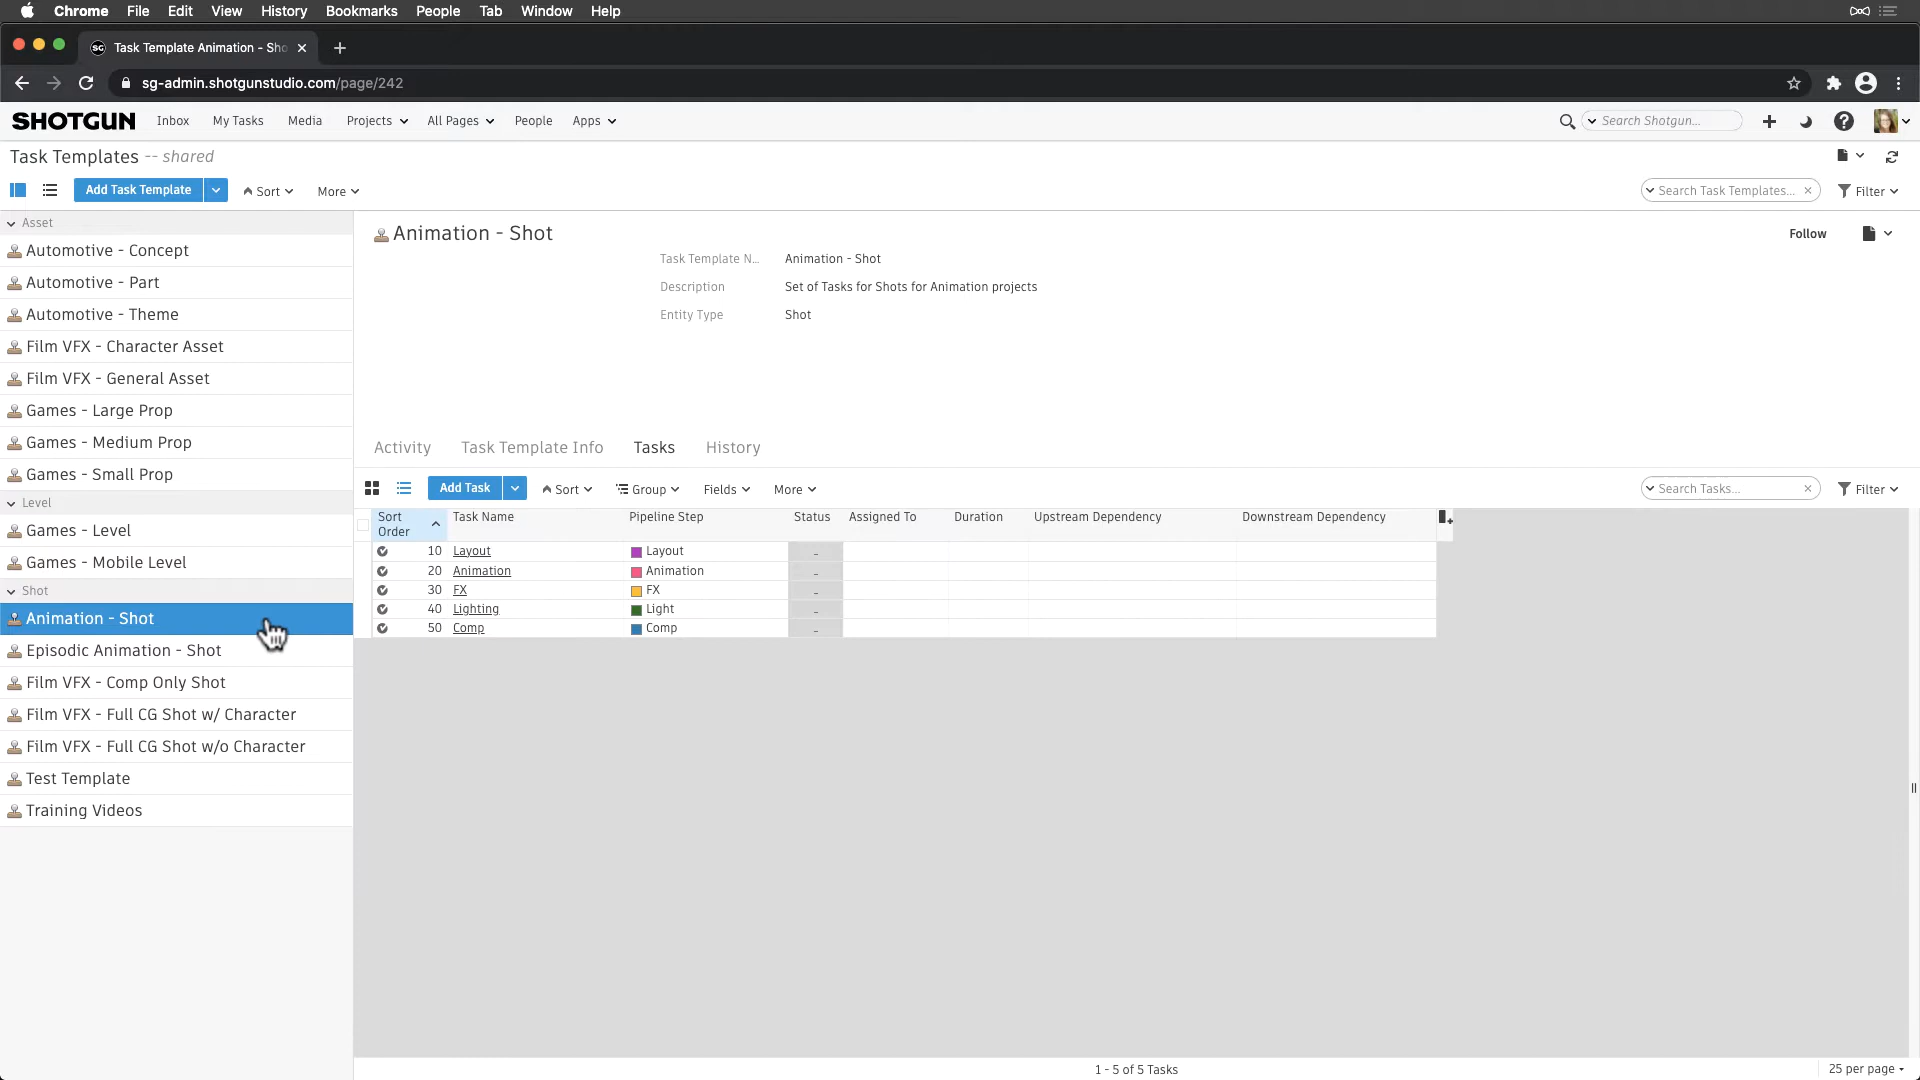 Chrome File Edit View History Bookmarks People Tab Window Help
SG Task Template Animation - Sho
sg-admin.shotgunstudio.com/page/242
SHOTGUN Inbox My Tasks Media Projects All Pages People Apps Search Shotgun...
Task Templates -- shared
Add Task Template Sort More Search Task Templates... Filter
Asset
Automotive - Concept
Automotive - Part
Automotive - Theme
Film VFX - Character Asset
Film VFX - General Asset
Games - Large Prop
Games - Medium Prop
Games - Small Prop
Level
Games - Level
Games - Mobile Level
Shot
Animation - Shot
Episodic Animation - Shot
Film VFX - Comp Only Shot
Film VFX - Full CG Shot w/ Character
Film VFX - Full CG Shot w/o Character
Test Template
Training Videos
Animation - Shot Follow
Task Template N... Animation - Shot
Description Set of Tasks for Shots for Animation projects
Entity Type Shot
Activity Task Template Info Tasks History
Add Task Sort Group Fields More Search Tasks... Filter
Sort Order Task Name Pipeline Step Status Assigned To Duration Upstream Dependency Downstream Dependency
10 Layout Layout -
20 Animation Animation -
30 FX FX -
40 Lighting Light -
50 Comp Comp -
1 - 5 of 5 Tasks 25 per page